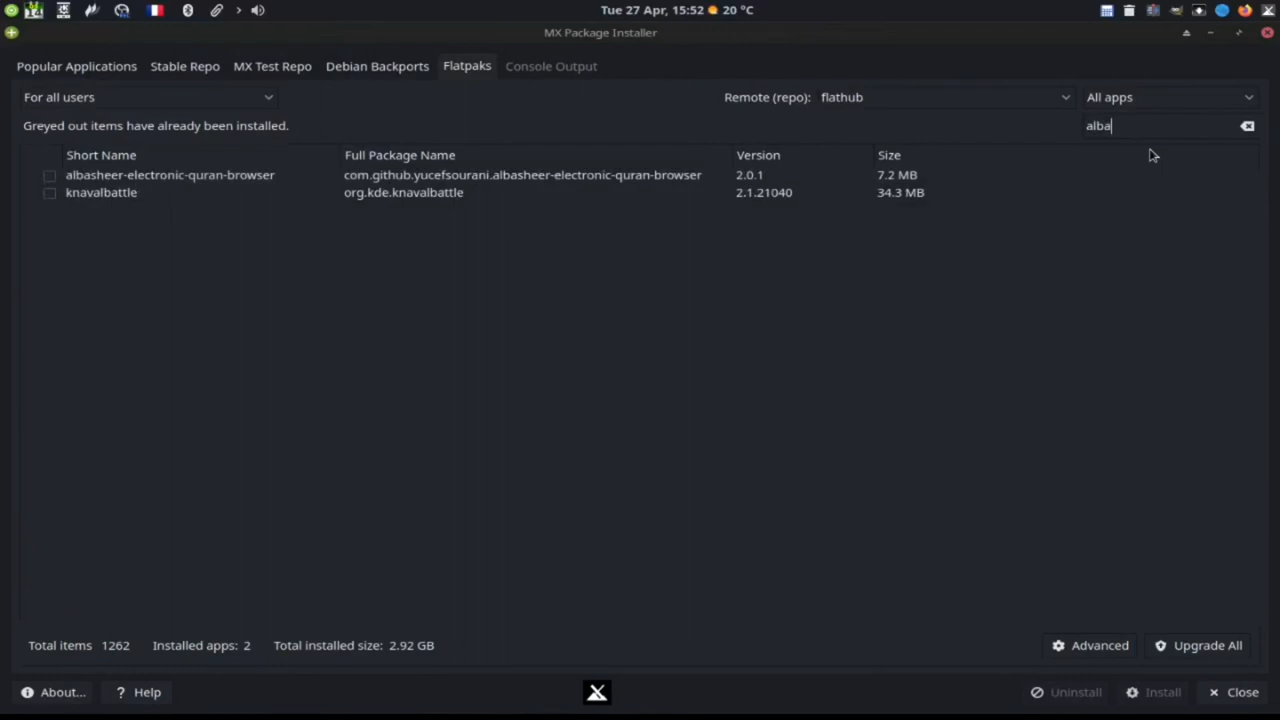 Tue 27 Apr, 15:52 20 °C
MX Package Installer
Popular Applications Stable Repo MX Test Repo Debian Backports Flatpaks Console Output
For all users Remote (repo): flathub All apps
Greyed out items have already been installed. alba
Short Name Full Package Name Version Size
albasheer-electronic-quran-browser com.github.yucefsourani.albasheer-electronic-quran-browser 2.0.1 7.2 MB
knavalbattle org.kde.knavalbattle 2.1.21040 34.3 MB
Total items 1262 Installed apps: 2 Total installed size: 2.92 GB Advanced Upgrade All
About... Help Uninstall Install Close